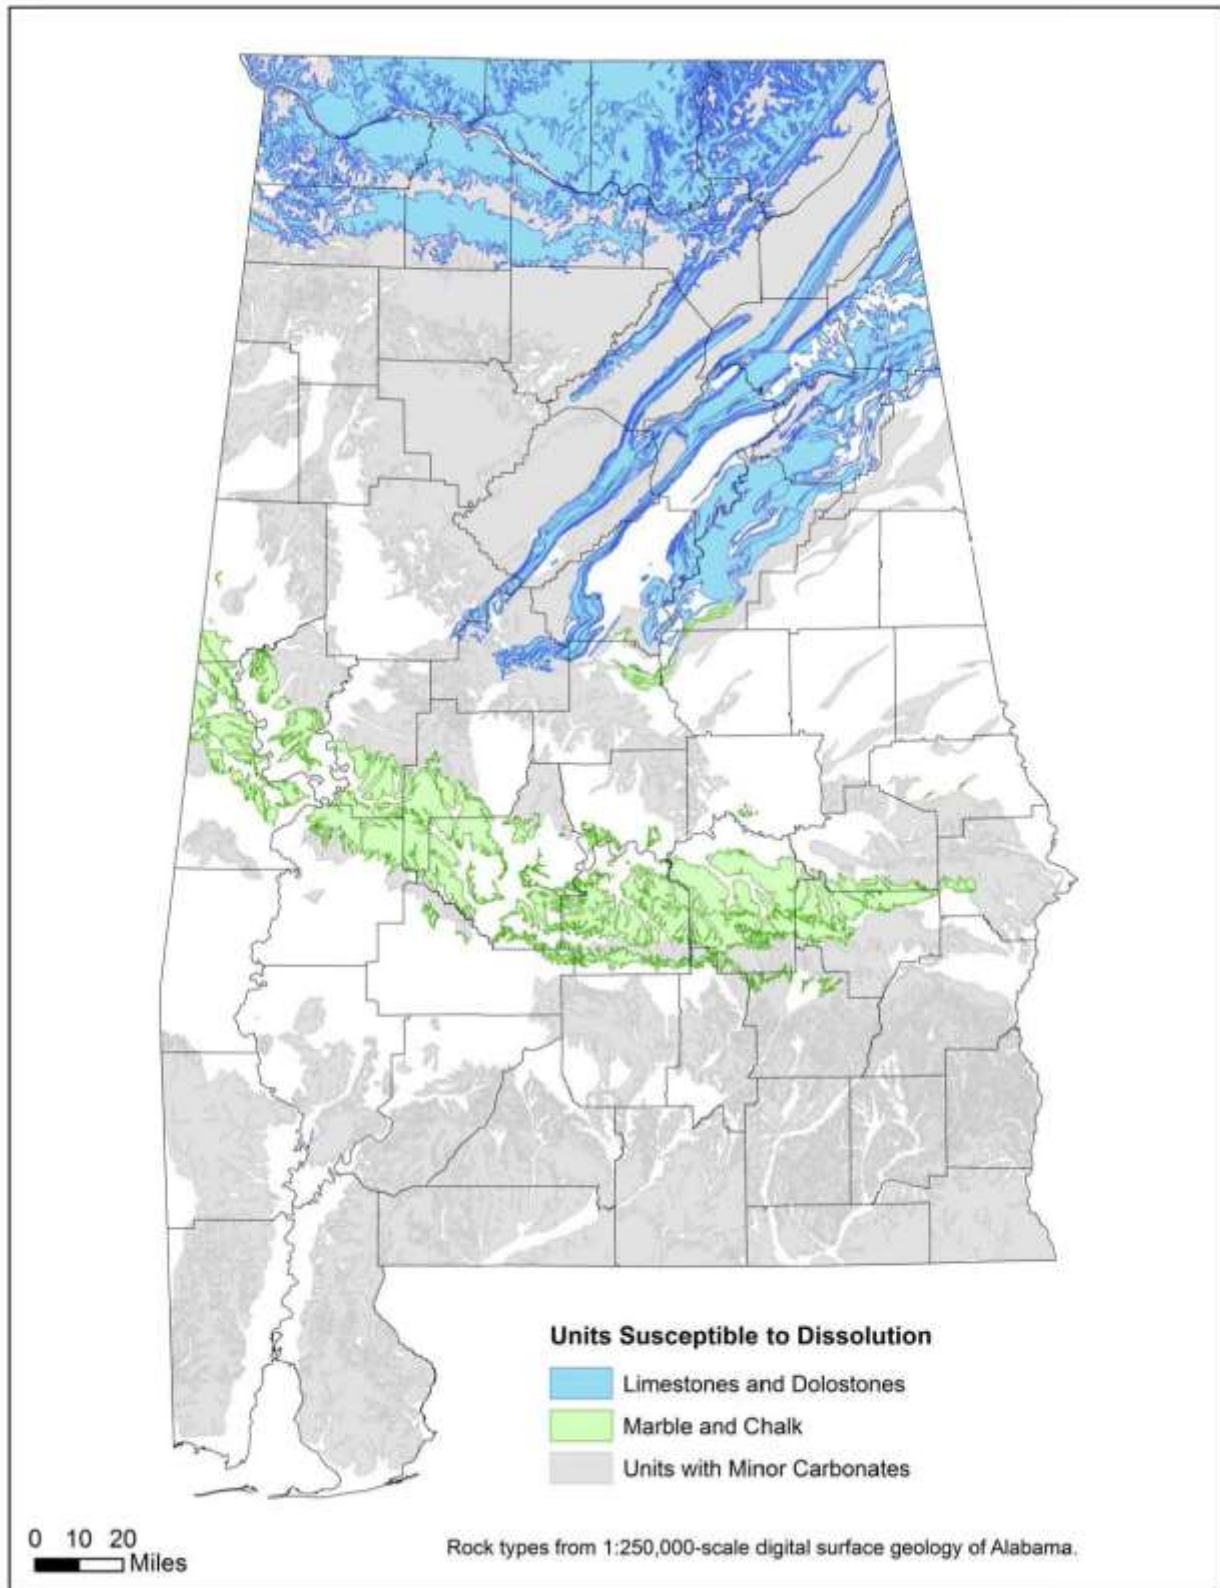 Units Susceptible to Dissolution
Limestones and Dolostones
Marble and Chalk
Units with Minor Carbonates
0 10 20
Miles
Rock types from 1:250,000-scale digital surface geology of Alabama.